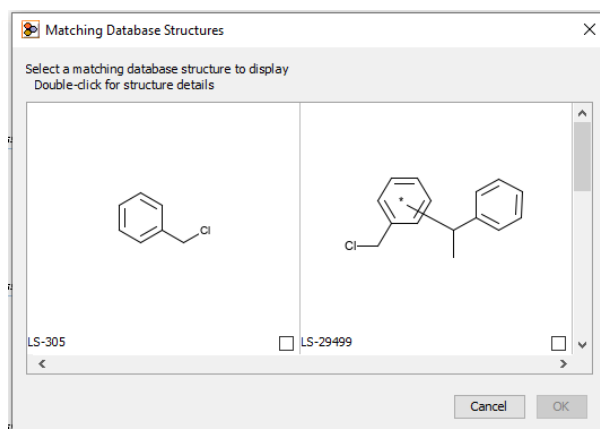 Matching Database Structures
Select a matching database structure to display
Double-click for structure details
Cl
Cl
*
LS-305
LS-29499
Cancel
OK